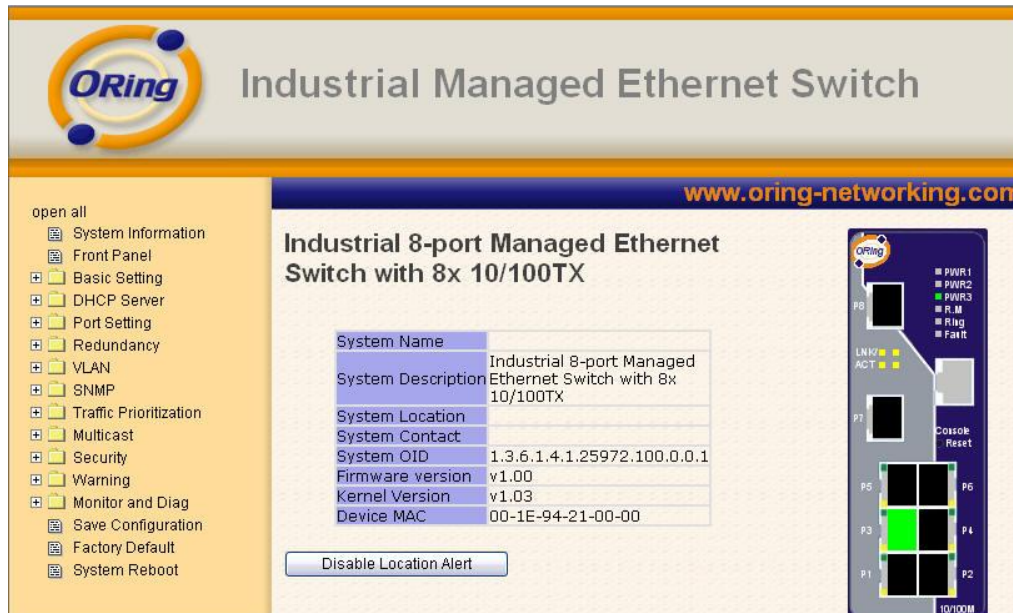 ORing
Industrial Managed Ethernet Switch
www.oring-networking.com
open all
System Information
Front Panel
Basic Setting
DHCP Server
Port Setting
Redundancy
VLAN
SNMP
Traffic Prioritization
Multicast
Security
Warning
Monitor and Diag
Save Configuration
Factory Default
System Reboot
Industrial 8-port Managed Ethernet
Switch with 8x 10/100TX
System Name
System Description Industrial 8-port Managed
Ethernet Switch with 8x
10/100TX
System Location
System Contact
System OID 1.3.6.1.4.1.25972.100.0.0.1
Firmware version v1.00
Kernel Version v1.03
Device MAC 00-1E-94-21-00-00
Disable Location Alert
ORing
PWR1
PWR2
PWR3
R.M
Ring
Fault
P8
LNK/
ACT
P7
Console
Reset
P5 P6
P3 P4
P1 P2
10/100M